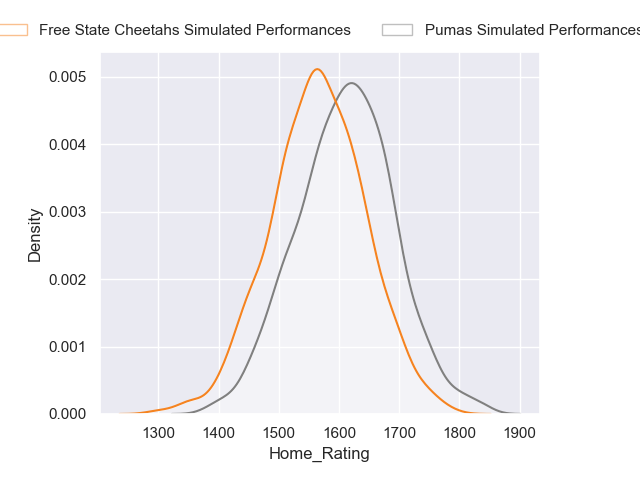 Free State Cheetahs Simulated Performances Pumas Simulated Performances
0.005
0.004
0.003
0.002
0.001
0.000
Density
1300 1400 1500 1600 1700 1800 1900
Home_Rating